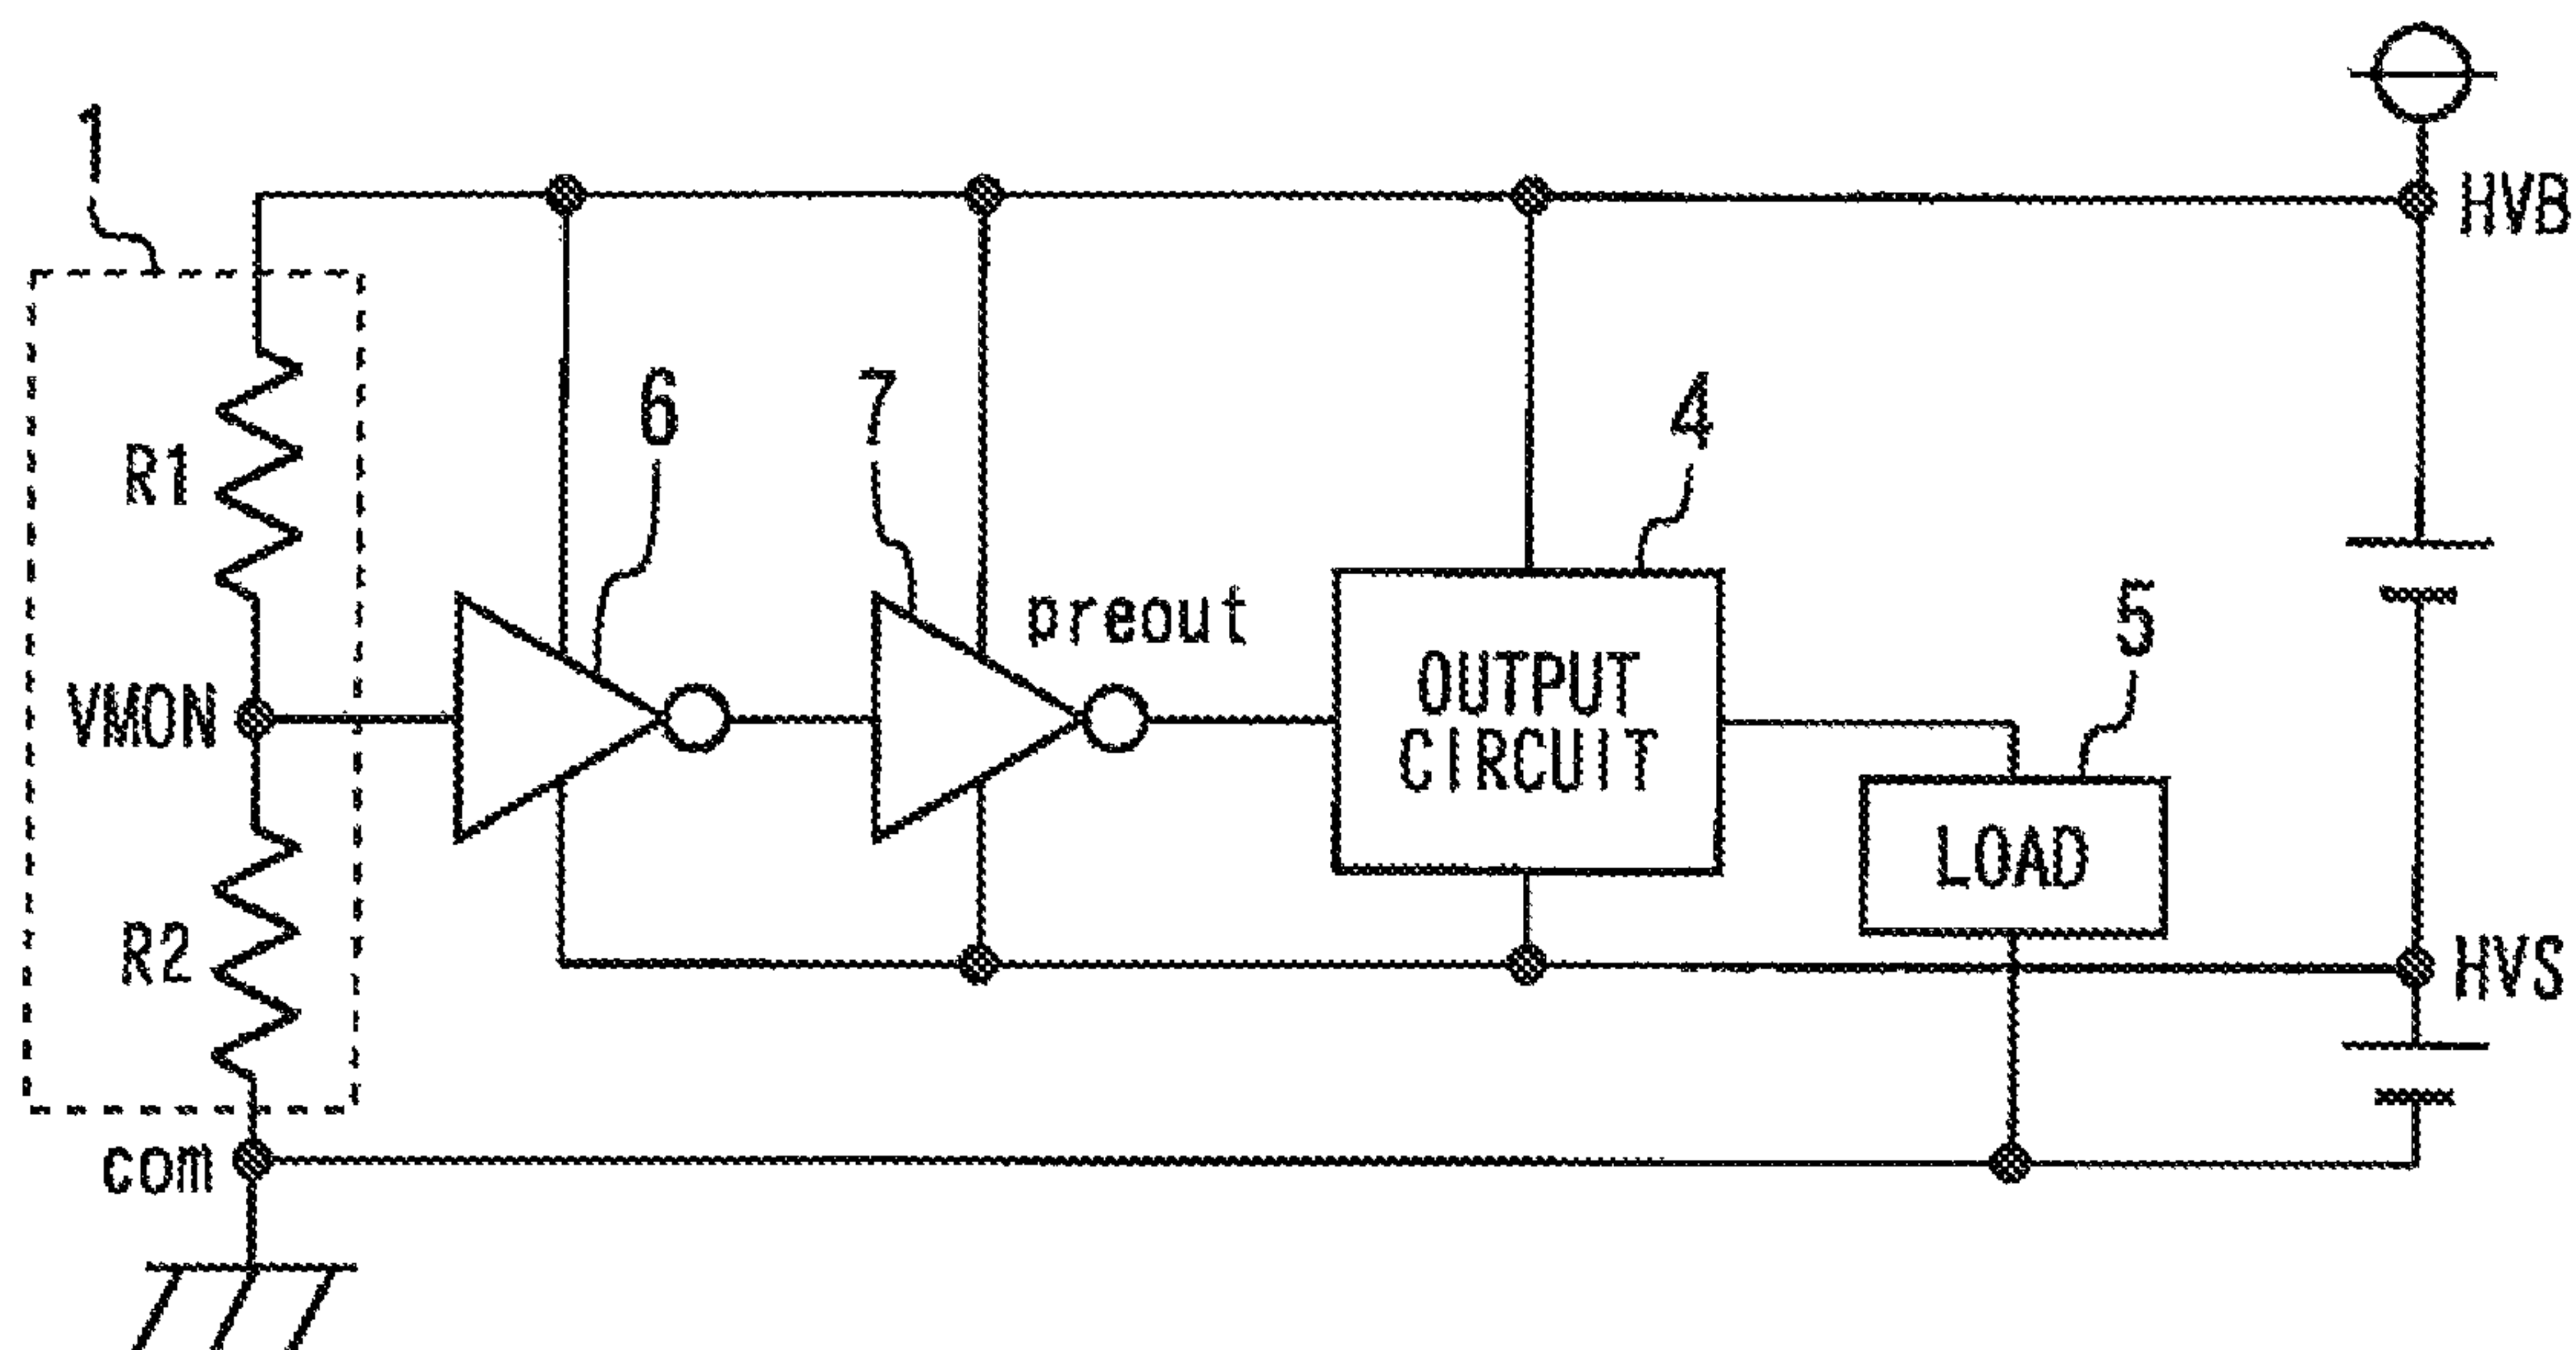 1
HVB
6
7
4
R1
preout
5
OUTPUT
CIRCUIT
VMON
LOAD
R2
HVS
com